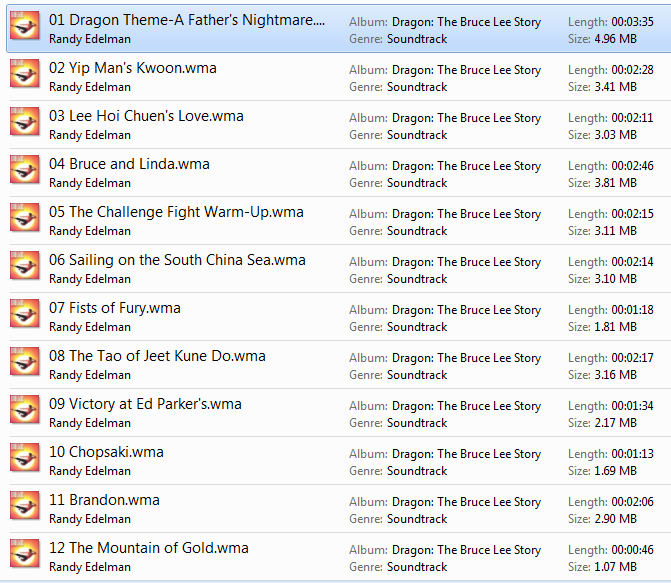 01 Dragon Theme-A Father's Nightmare.... Album: Dragon: The Bruce Lee Story Length: 00:03:35
Randy Edelman Genre: Soundtrack Size: 4.96 MB
02 Yip Man's Kwoon.wma Album: Dragon: The Bruce Lee Story Length: 00:02:28
Randy Edelman Genre: Soundtrack Size: 3.41 MB
03 Lee Hoi Chuen's Love.wma Album: Dragon: The Bruce Lee Story Length: 00:02:11
Randy Edelman Genre: Soundtrack Size: 3.03 MB
04 Bruce and Linda.wma Album: Dragon: The Bruce Lee Story Length: 00:02:46
Randy Edelman Genre: Soundtrack Size: 3.81 MB
05 The Challenge Fight Warm-Up.wma Album: Dragon: The Bruce Lee Story Length: 00:02:15
Randy Edelman Genre: Soundtrack Size: 3.11 MB
06 Sailing on the South China Sea.wma Album: Dragon: The Bruce Lee Story Length: 00:02:14
Randy Edelman Genre: Soundtrack Size: 3.10 MB
07 Fists of Fury.wma Album: Dragon: The Bruce Lee Story Length: 00:01:18
Randy Edelman Genre: Soundtrack Size: 1.81 MB
08 The Tao of Jeet Kune Do.wma Album: Dragon: The Bruce Lee Story Length: 00:02:17
Randy Edelman Genre: Soundtrack Size: 3.16 MB
09 Victory at Ed Parker's.wma Album: Dragon: The Bruce Lee Story Length: 00:01:34
Randy Edelman Genre: Soundtrack Size: 2.17 MB
10 Chopsaki.wma Album: Dragon: The Bruce Lee Story Length: 00:01:13
Randy Edelman Genre: Soundtrack Size: 1.69 MB
11 Brandon.wma Album: Dragon: The Bruce Lee Story Length: 00:02:06
Randy Edelman Genre: Soundtrack Size: 2.90 MB
12 The Mountain of Gold.wma Album: Dragon: The Bruce Lee Story Length: 00:00:46
Randy Edelman Genre: Soundtrack Size: 1.07 MB